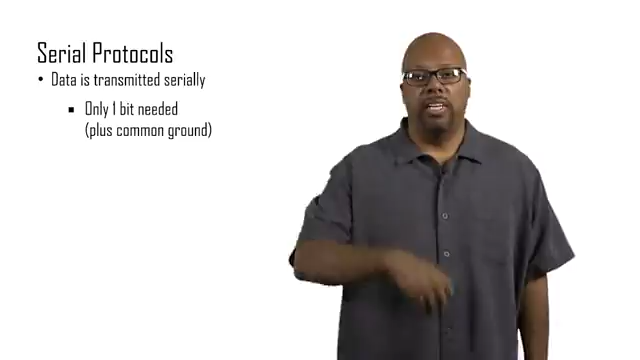 Serial Protocols
• Data is transmitted serially
▪ Only 1 bit needed
(plus common ground)